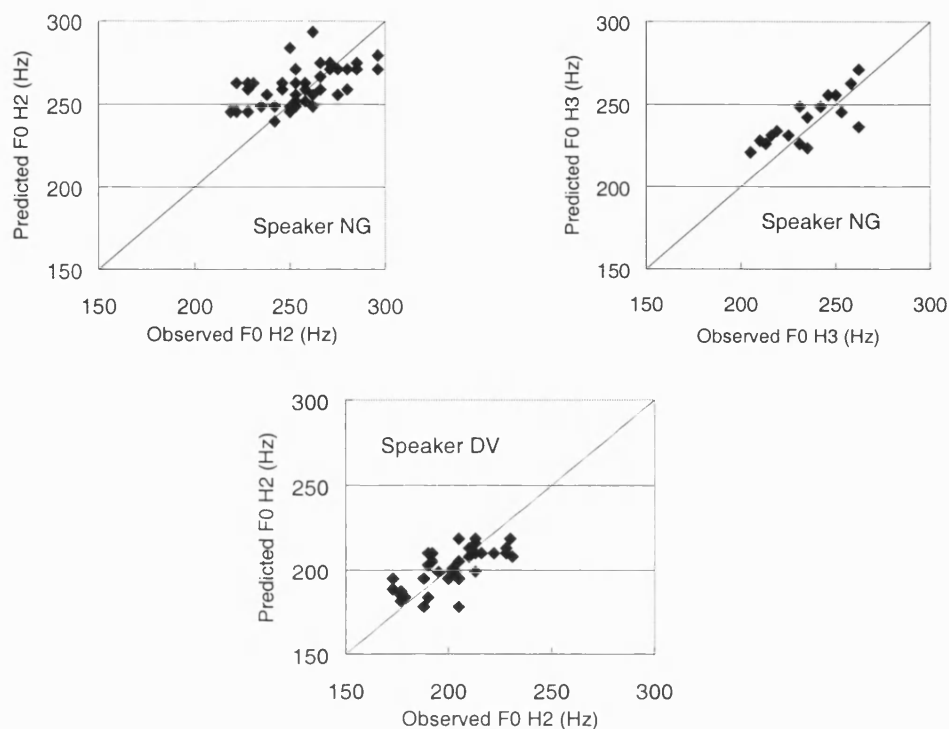 300
250
200
150
Predicted F0 H2 (Hz)
Speaker NG
150 200 250 300
Observed F0 H2 (Hz)
300
250
200
150
Predicted F0 H3 (Hz)
Speaker NG
150 200 250 300
Observed F0 H3 (Hz)
300
250
200
150
Predicted F0 H2 (Hz)
Speaker DV
150 200 250 300
Observed F0 H2 (Hz)